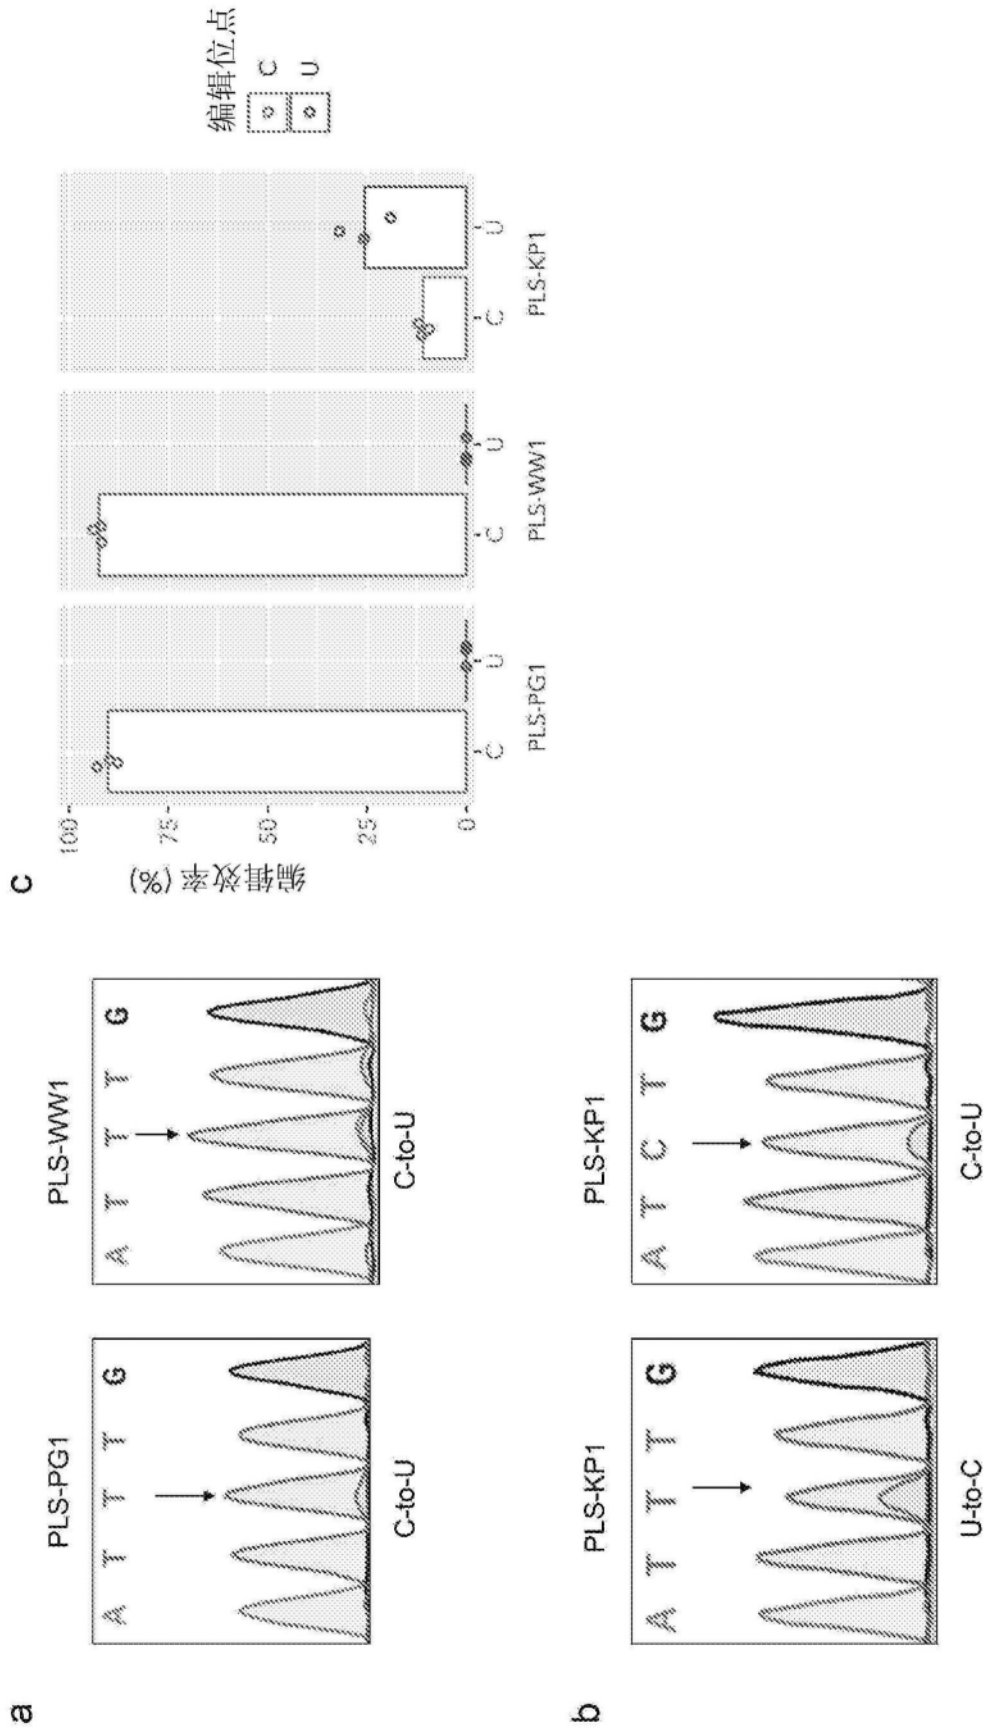 a
PLS-PG1
A T T T G
C-to-U
PLS-WW1
A T T T G
C-to-U
b
PLS-KP1
A T T T G
U-to-C
PLS-KP1
A T C T G
C-to-U
c
编辑效率 (%)
100
75
50
25
0
C U
PLS-PG1
C U
PLS-WW1
C U
PLS-KP1
编辑位点
C
U